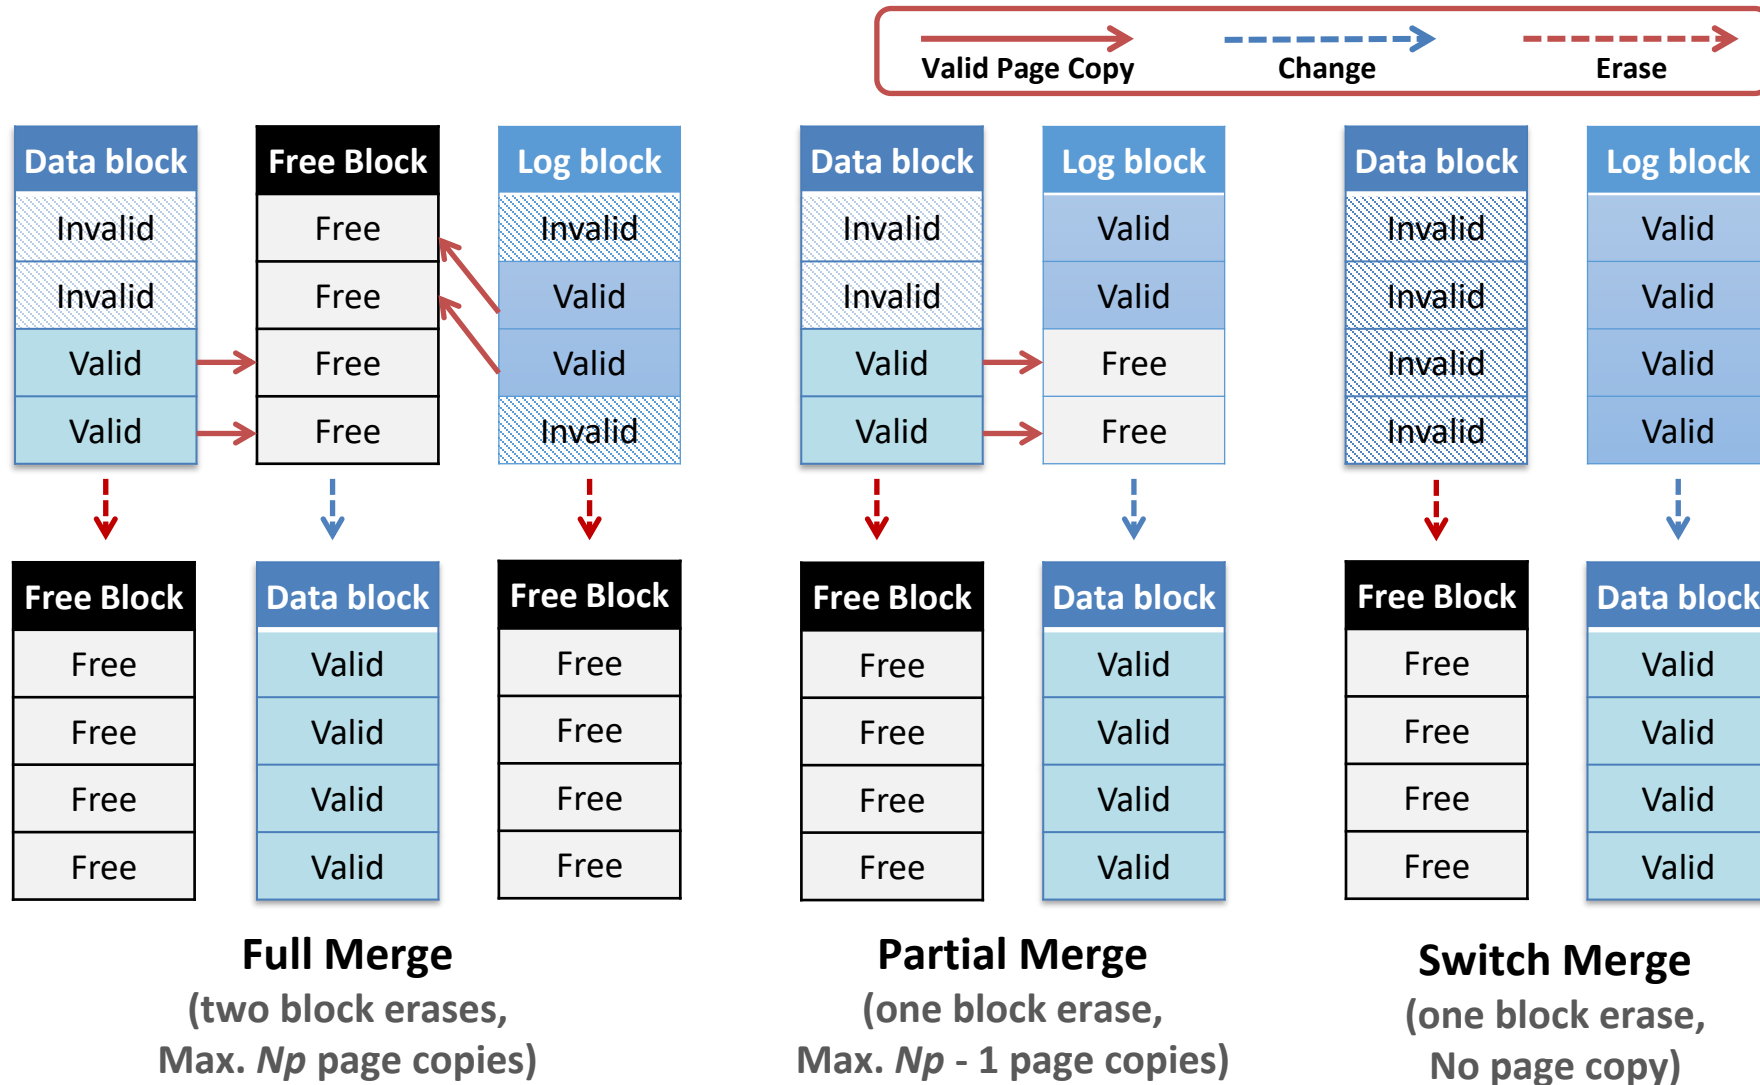 Valid Page Copy
Change
Erase
Data block
Free Block
Log block
Invalid
Free
Invalid
Invalid
Free
Valid
Valid
Free
Valid
Valid
Free
Invalid
Free Block
Data block
Free Block
Free
Valid
Free
Free
Valid
Free
Free
Valid
Free
Free
Valid
Free
Full Merge
(two block erases,
Max. Np page copies)
Data block
Log block
Invalid
Valid
Invalid
Valid
Valid
Free
Valid
Free
Free Block
Data block
Free
Valid
Free
Valid
Free
Valid
Free
Valid
Partial Merge
(one block erase,
Max. Np - 1 page copies)
Data block
Log block
Invalid
Valid
Invalid
Valid
Invalid
Valid
Invalid
Valid
Free Block
Data block
Free
Valid
Free
Valid
Free
Valid
Free
Valid
Switch Merge
(one block erase,
No page copy)